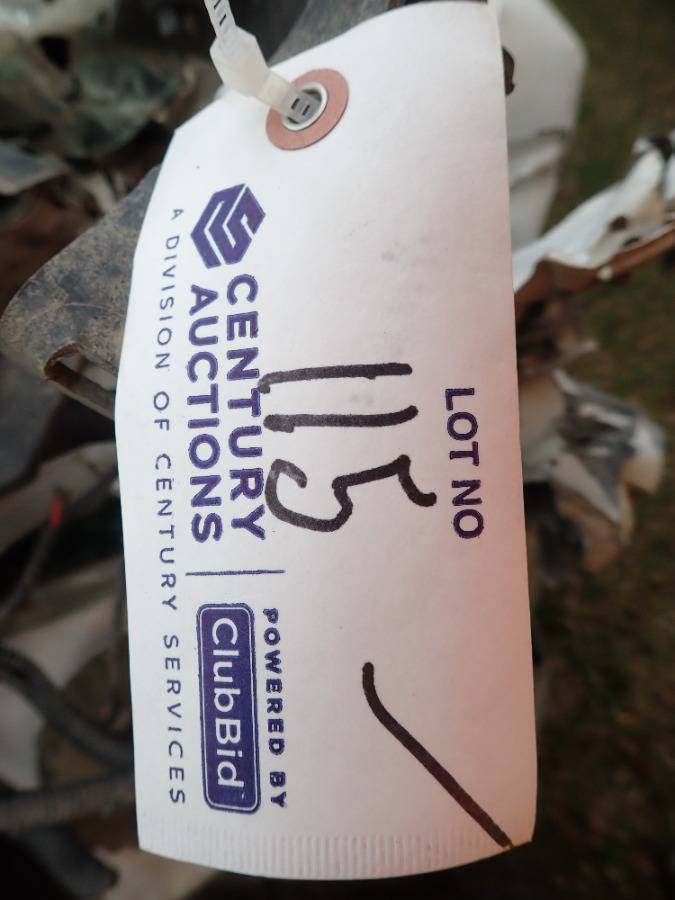 LOT NO
115
CENTURY
AUCTIONS
POWERED BY
ClubBid
A DIVISION OF CENTURY SERVICES